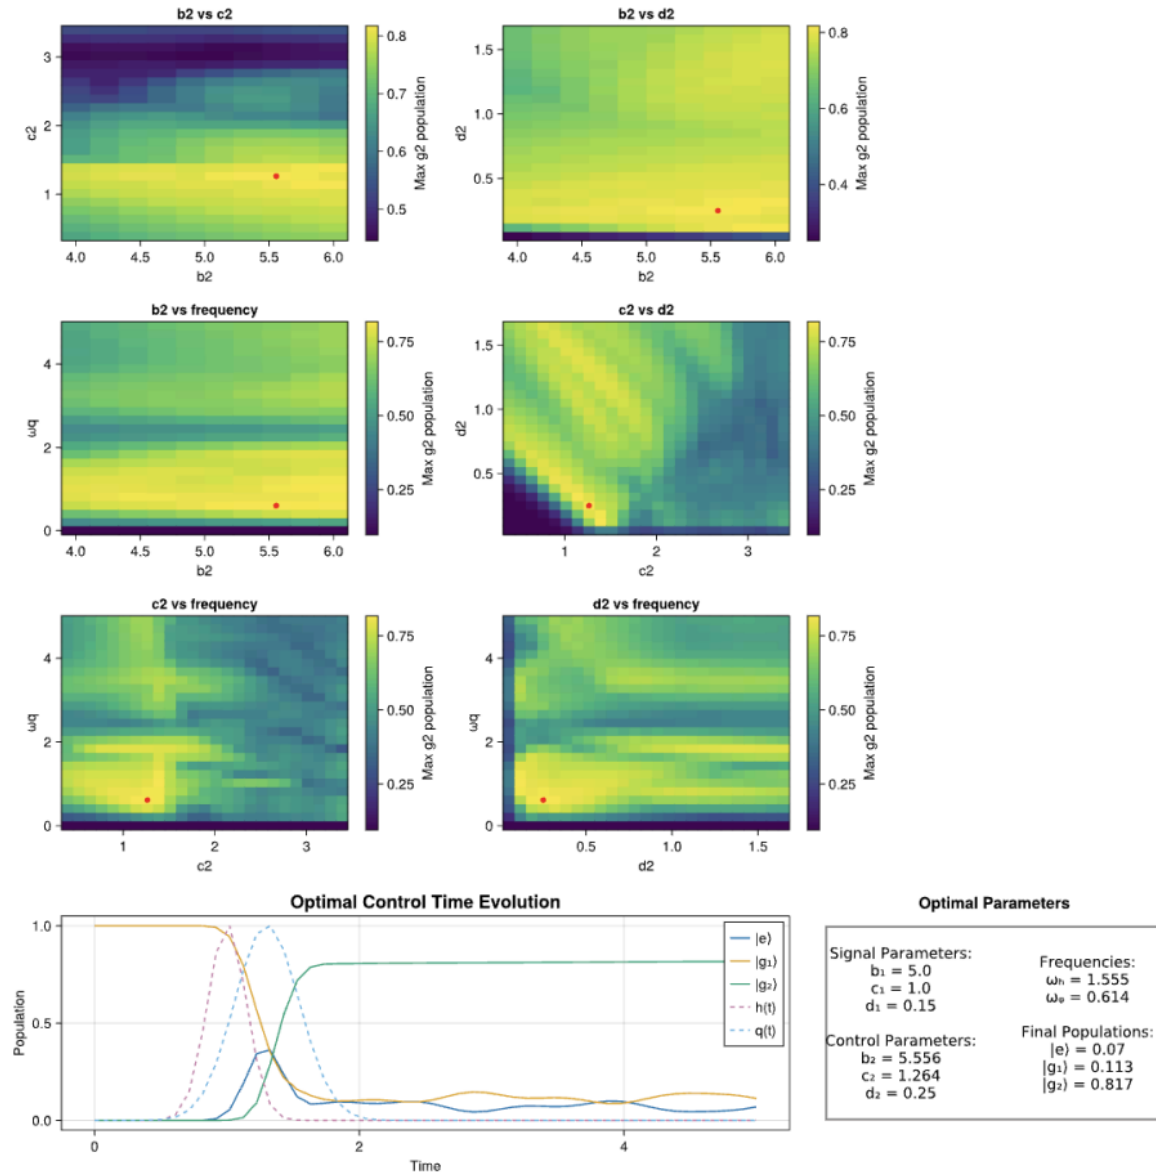 b2 vs c2
3
2
1
c2
4.0 4.5 5.0 5.5 6.0
b2
0.8
0.7
0.6
0.5
Max g2 population
b2 vs d2
1.5
1.0
0.5
d2
4.0 4.5 5.0 5.5 6.0
b2
0.8
0.6
0.4
Max g2 population
b2 vs frequency
4
2
0
ωq
4.0 4.5 5.0 5.5 6.0
b2
0.75
0.50
0.25
Max g2 population
c2 vs d2
1.5
1.0
0.5
d2
1 2 3
c2
0.75
0.50
0.25
Max g2 population
c2 vs frequency
4
2
0
ωq
1 2 3
c2
0.75
0.50
0.25
Max g2 population
d2 vs frequency
4
2
0
ωq
0.5 1.0 1.5
d2
0.75
0.50
0.25
Max g2 population
Optimal Control Time Evolution
1.0
0.5
0.0
Population
0 2 4
Time
|e⟩
|g₁⟩
|g₂⟩
h(t)
q(t)
Optimal Parameters
Signal Parameters:
b₁ = 5.0
c₁ = 1.0
d₁ = 0.15
Control Parameters:
b₂ = 5.556
c₂ = 1.264
d₂ = 0.25
Frequencies:
ωₕ = 1.555
= 0.614
Final Populations:
|e⟩ = 0.07
|g₁⟩ = 0.113
|g₂⟩ = 0.817